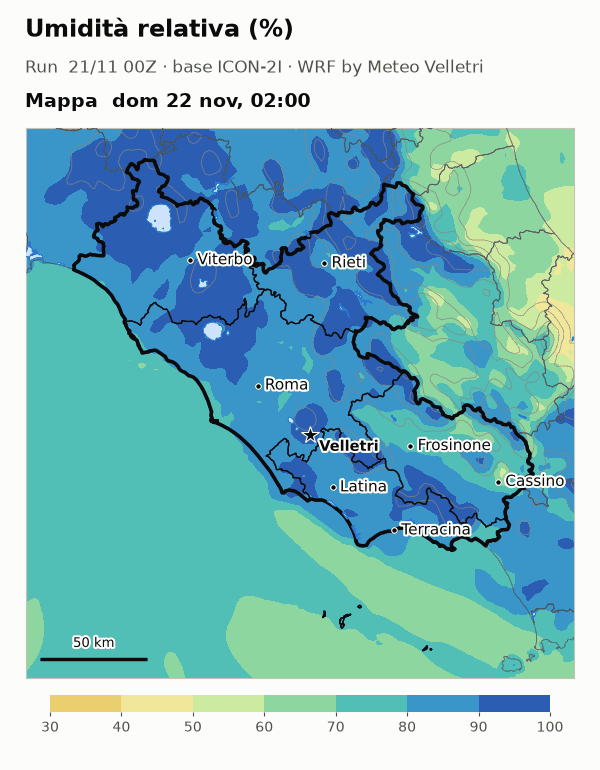 Umidità relativa (%)
Run  21/11 00Z · base ICON-2I · WRF by Meteo Velletri
Mappa  dom 22 nov, 02:00
Viterbo
Rieti
Roma
Velletri
Frosinone
Cassino
Latina
Terracina
50 km
30 40 50 60 70 80 90 100